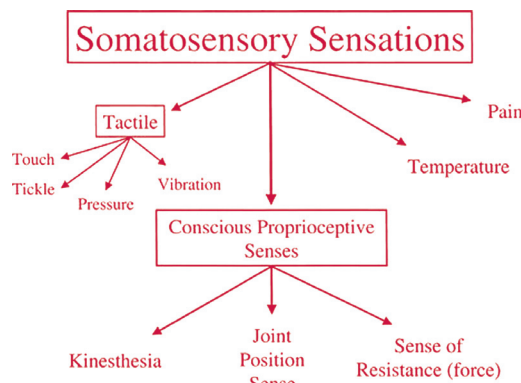 Somatosensory Sensations
Pain
Tactile
Temperature
Touch
Tickle
Pressure
Vibration
Conscious Proprioceptive
Senses
Kinesthesia
Joint
Position
Sense
Sense of
Resistance (force)